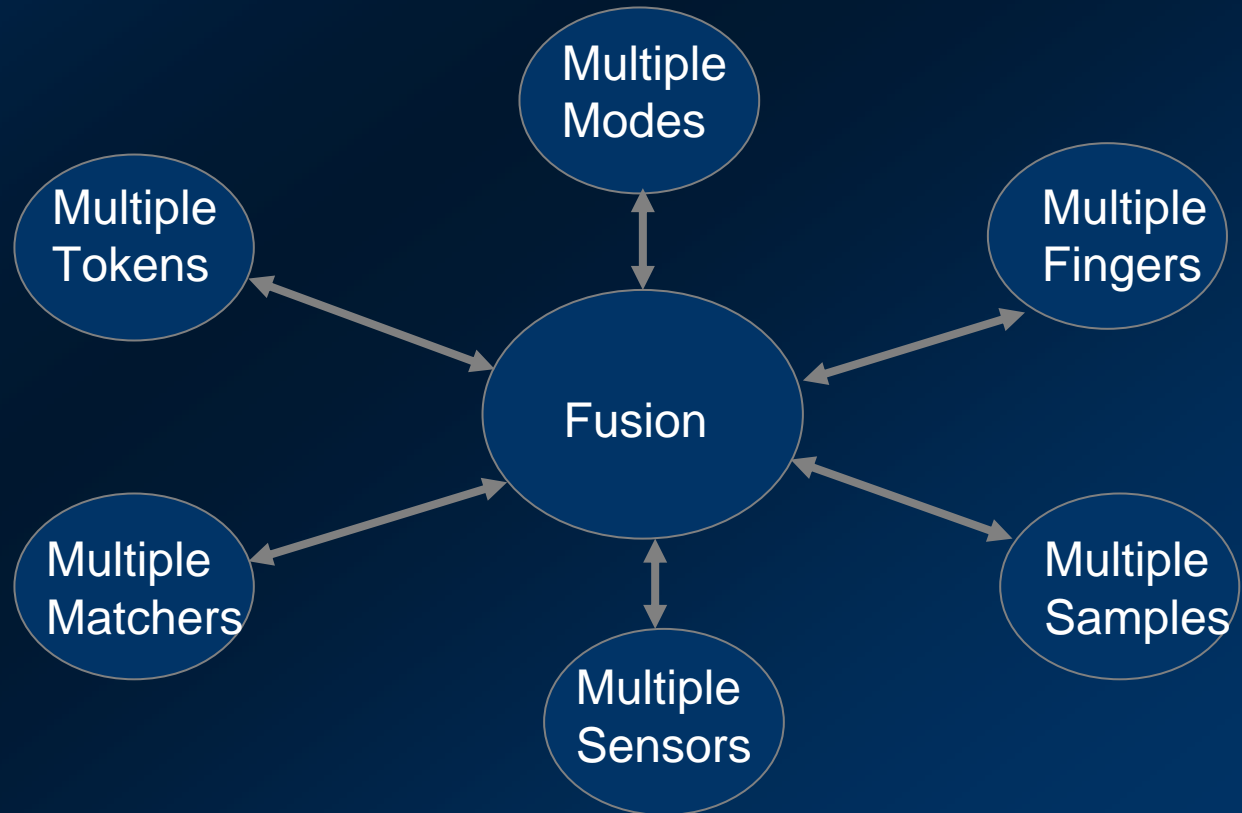 Multiple
Modes
Multiple
Tokens
Multiple
Fingers
Fusion
Multiple
Matchers
Multiple
Samples
Multiple
Sensors